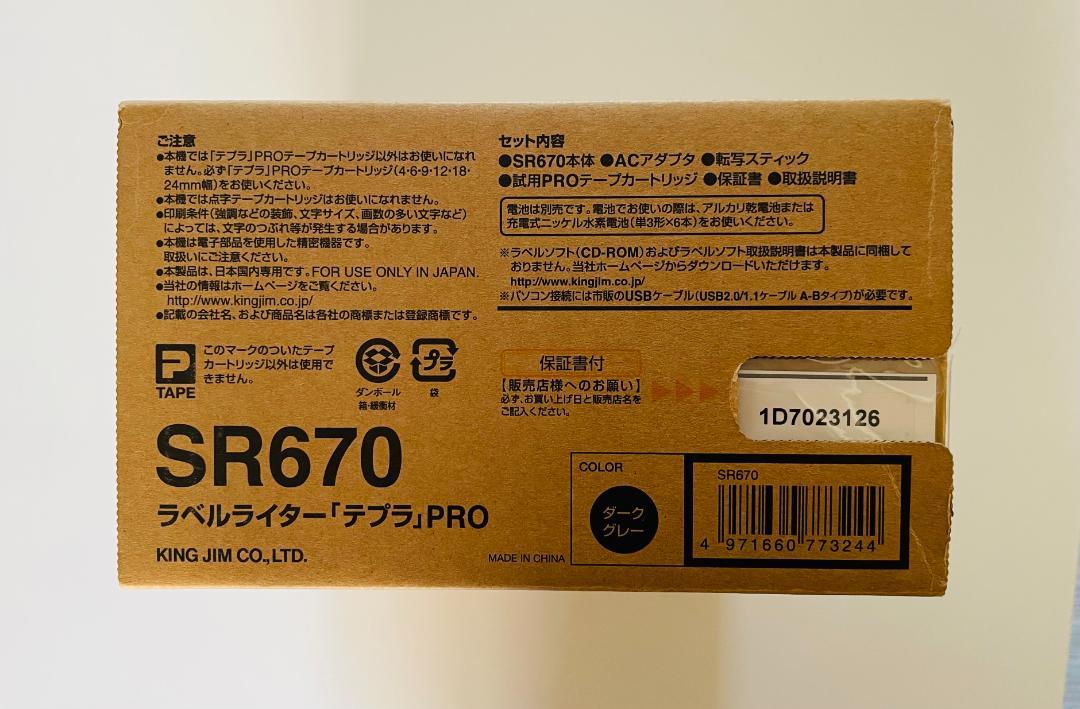 ご注意
●本機では「テプラ」PROテープカートリッジ以外はお使いになれ
ません。必ず「テプラ」PROテープカートリッジ(4・6・9・12・18・
24mm幅)をお使いください。
●本機では点字テープカートリッジはお使いになれません。
●印刷条件(強調などの装飾、文字サイズ、画数の多い文字など)
によっては、文字のつぶれ等が発生する場合があります。
●本機は電子部品を使用した精密機器です。
取扱いにご注意ください。
●本製品は、日本国内専用です。FOR USE ONLY IN JAPAN.
●当社の情報はホームページをご覧ください。
http://www.kingjim.co.jp/
●記載の会社名、および商品名は各社の商標または登録商標です。
セット内容
●SR670本体 ●ACアダプタ ●転写スティック
●試用PROテープカートリッジ ●保証書 ●取扱説明書
電池は別売です。電池でお使いの際は、アルカリ乾電池または
充電式ニッケル水素電池(単3形×6本)をお使いください。
※ラベルソフト(CD-ROM)およびラベルソフト取扱説明書は本製品に同梱して
おりません。当社ホームページからダウンロードいただけます。
http://www.kingjim.co.jp/
※パソコン接続には市販のUSBケーブル(USB2.0/1.1ケーブル A-Bタイプ)が必要です。
P
TAPE
このマークのついたテープ
カートリッジ以外は使用で
きません。
ダンボール
箱・緩衝材
プラ
袋
保証書付
【販売店様へのお願い】
必ず、お買い上げ日と販売店名を
ご記入ください。
1D7023126
SR670
ラベルライター「テプラ」PRO
KING JIM CO.,LTD.
MADE IN CHINA
COLOR
ダーク
グレー
SR670
4 971660 773244